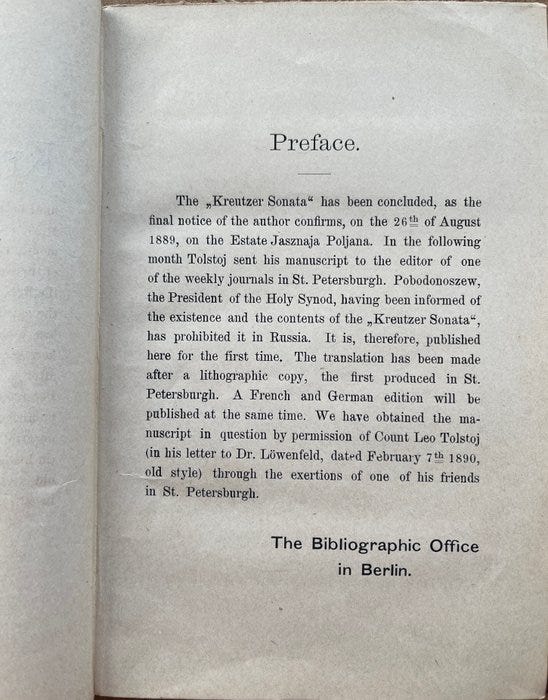 Preface.
The „Kreutzer Sonata“ has been concluded, as the
final notice of the author confirms, on the 26th of August
1889, on the Estate Jasznaja Poljana. In the following
month Tolstoj sent his manuscript to the editor of one
of the weekly journals in St. Petersburgh. Pobodonoszew,
the President of the Holy Synod, having been informed of
the existence and the contents of the „Kreutzer Sonata“,
has prohibited it in Russia. It is, therefore, published
here for the first time. The translation has been made
after a lithographic copy, the first produced in St.
Petersburgh. A French and German edition will be
published at the same time. We have obtained the ma-
nuscript in question by permission of Count Leo Tolstoj
(in his letter to Dr. Löwenfeld, dated February 7th 1890,
old style) through the exertions of one of his friends
in St. Petersburgh.
The Bibliographic Office
in Berlin.